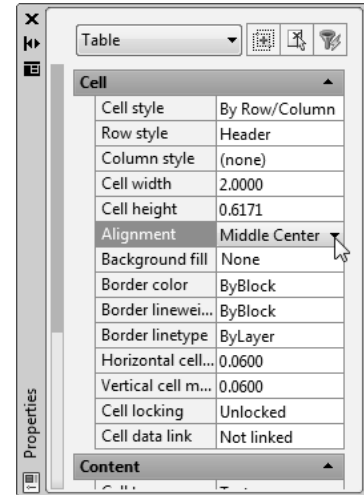 Table
Cell
Cell style By Row/Column
Row style Header
Column style (none)
Cell width 2.0000
Cell height 0.6171
Alignment Middle Center
Background fill None
Border color ByBlock
Border linewei... ByBlock
Border linetype ByLayer
Horizontal cell... 0.0600
Vertical cell m... 0.0600
Cell locking Unlocked
Cell data link Not linked
Content
Properties